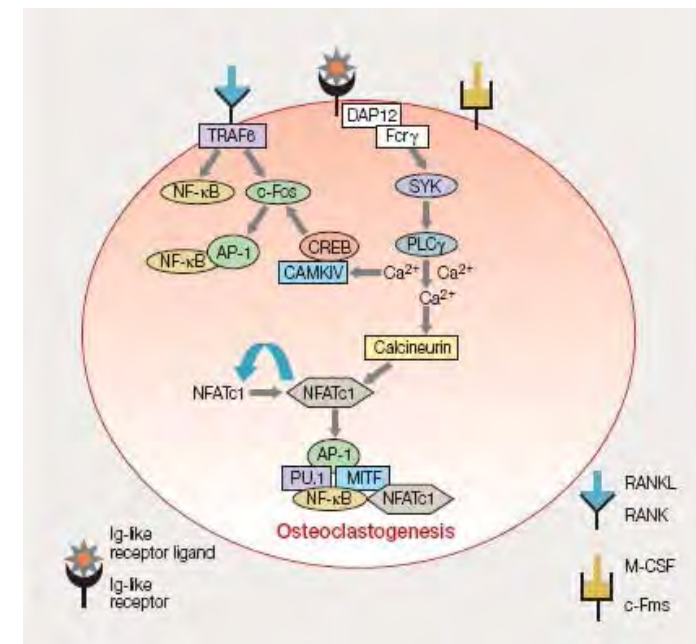 DAP12
TRAF6
Fcrγ
NF-κB
c-Fos
SYK
NF-κB
AP-1
CREB
PLCγ
CAMKIV
Ca2+
Ca2+
Ca2+
Calcineurin
NFATc1
NFATc1
AP-1
PU.1
MITF
NF-κB
NFATc1
Osteoclastogenesis
Ig-like
receptor ligand
Ig-like
receptor
RANKL
RANK
M-CSF
c-Fms